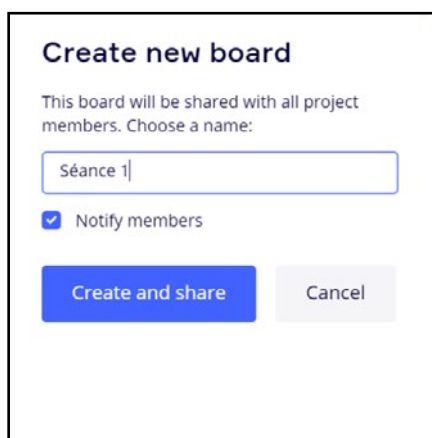 Create new board
This board will be shared with all project
members. Choose a name:
Séance 1
Notify members
Create and share
Cancel